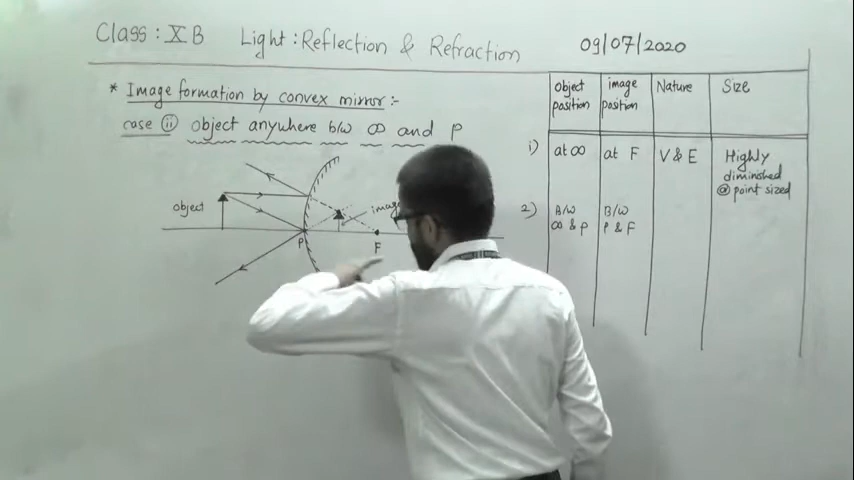 Class : X B Light : Reflection & Refraction 09/07/2020
* Image formation by convex mirror :-
case (ii) object anywhere b/w ∞ and P
object
image
P
F
object position image position Nature Size
1) at ∞ at F V & E Highly diminished @ point sized
2) B/w ∞ & P B/w P & F